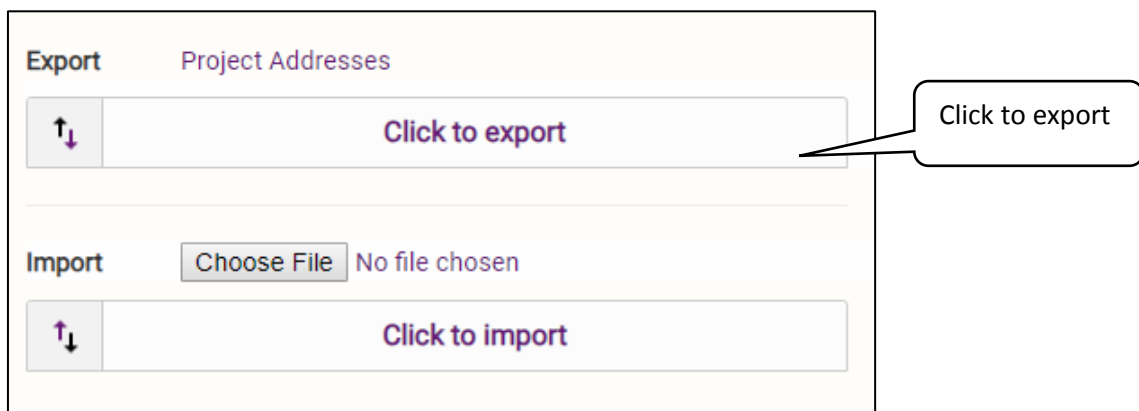 Export Project Addresses
Click to export
Click to export
Import Choose File No file chosen
Click to import